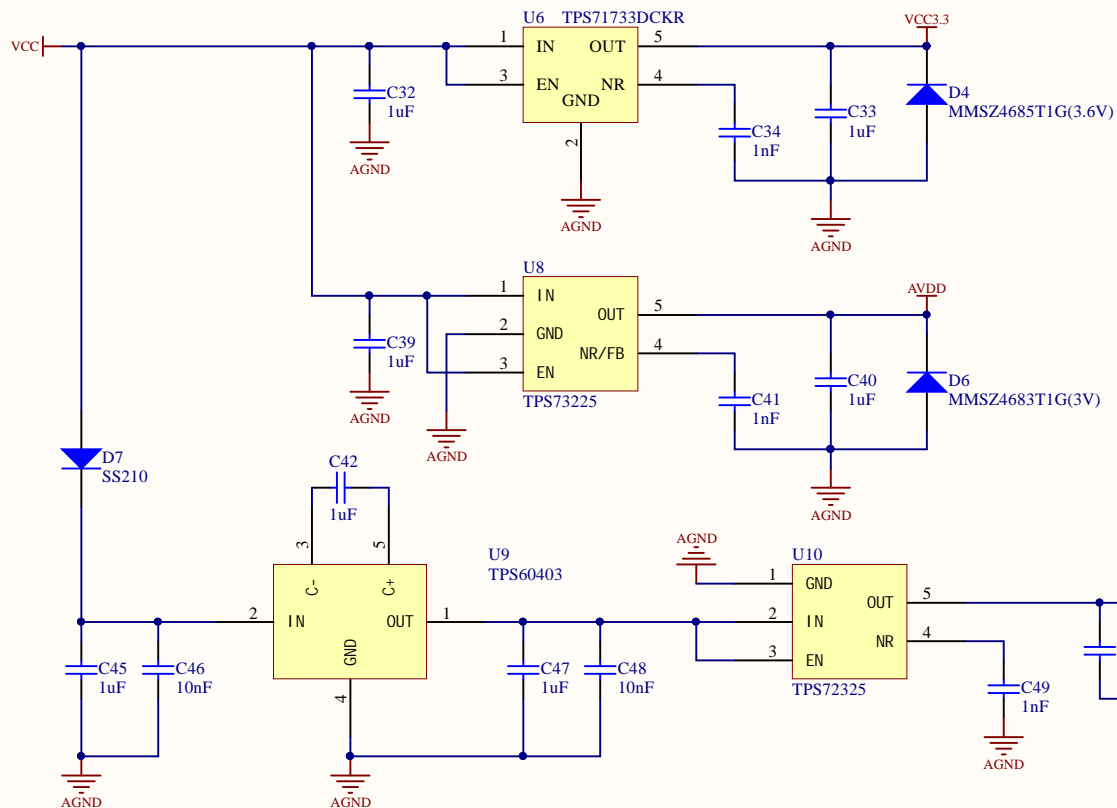 U6 TPS71733DCKR
VCC3.3
VCC
1 IN OUT 5
3 EN NR 4
GND
2
C32
1uF
AGND
C34
1nF
C33
1uF
D4
MMSZ4685T1G(3.6V)
AGND
AGND
U8
1 IN
OUT 5
2 GND
NR/FB 4
3 EN
TPS73225
AVDD
C39
1uF
AGND
AGND
C41
1nF
C40
1uF
D6
MMSZ4683T1G(3V)
AGND
D7
SS210
C42
1uF
3
5
C-
C+
U9
TPS60403
2 IN OUT 1
GND
4
C45
1uF
C46
10nF
C47
1uF
C48
10nF
AGND
AGND
AGND
U10
1 GND
OUT 5
2 IN
NR 4
3 EN
TPS72325
C49
1nF
AGND